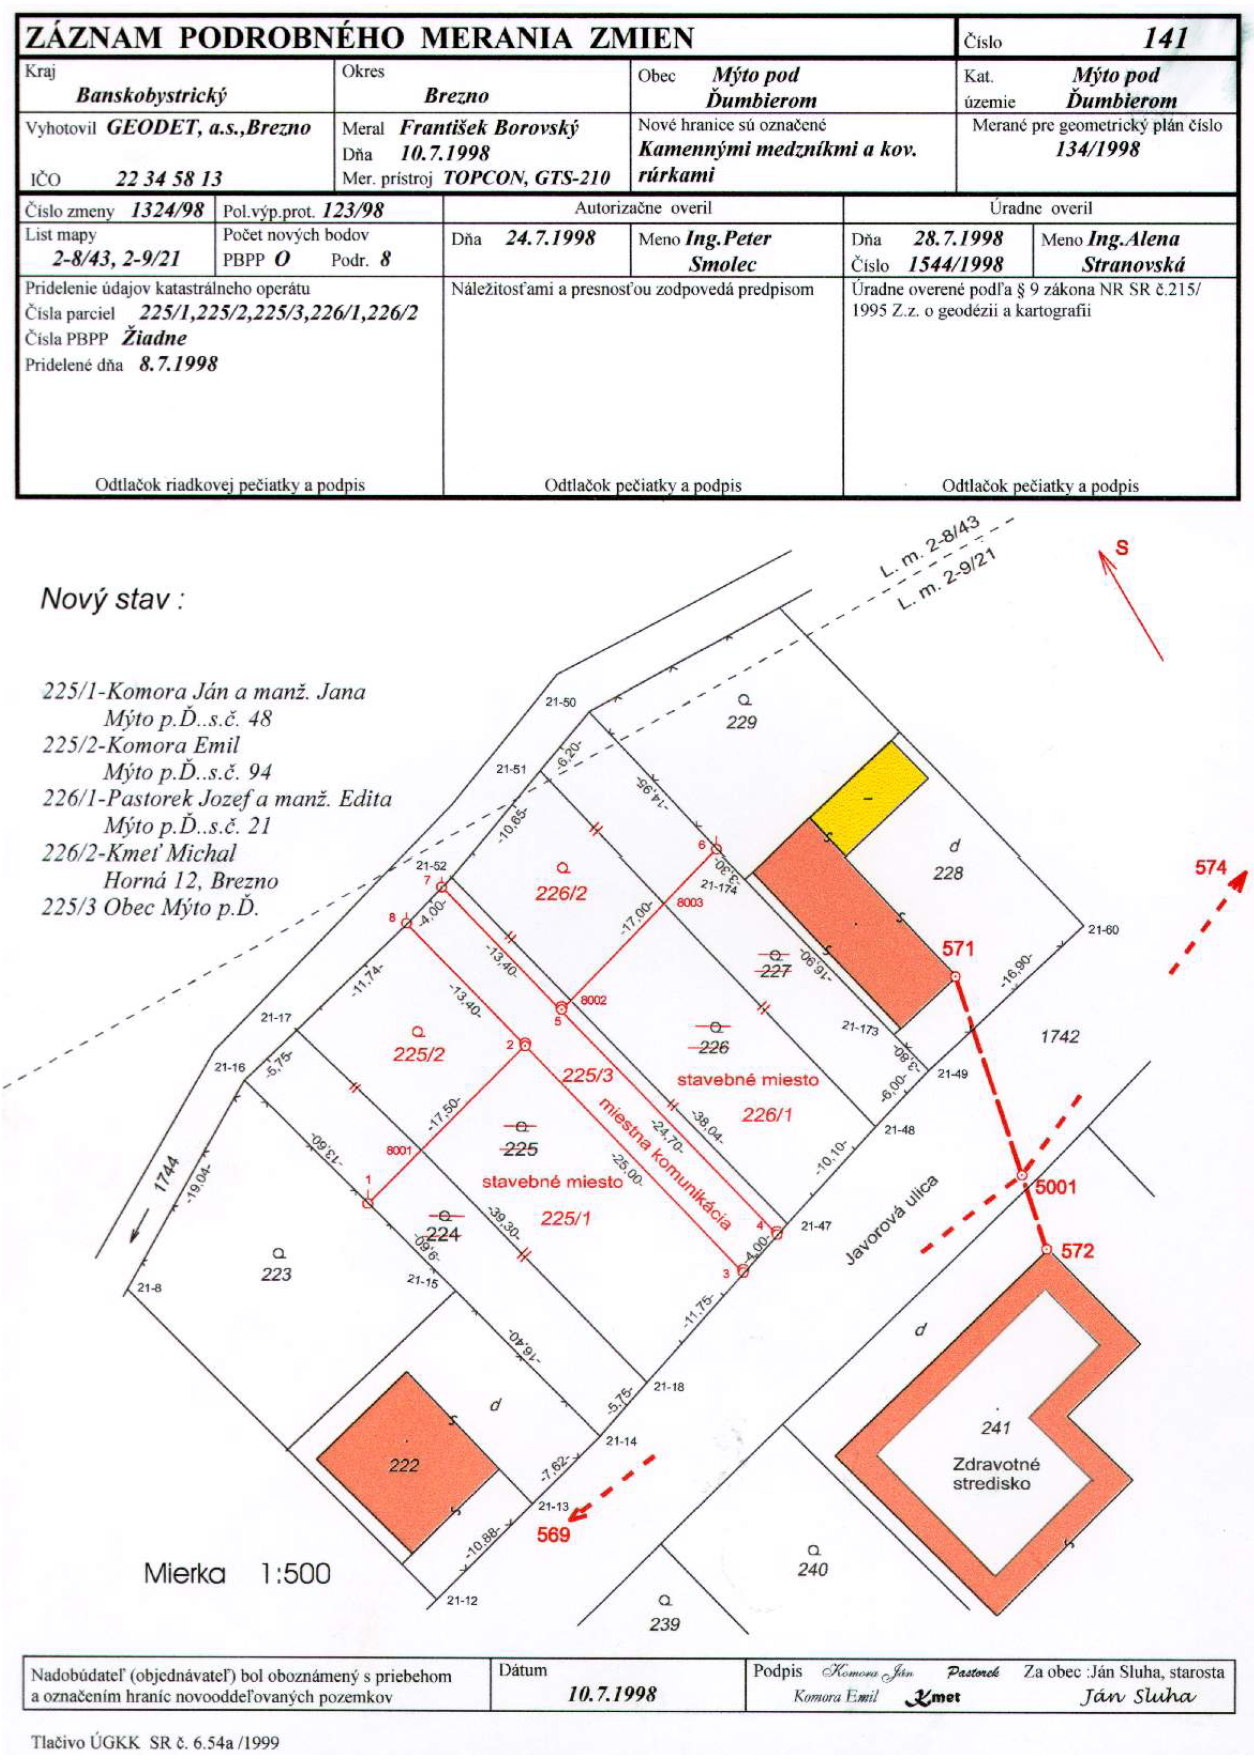 ZÁZNAM PODROBNÉHO MERANIA ZMIEN
Číslo 141
Kraj
Banskobystrický
Okres
Brezno
Obec Mýto pod
Ďumbierom
Kat. Mýto pod
územie Ďumbierom
Vyhotovil GEODET, a.s.,Brezno
IČO 22 34 58 13
Meral František Borovský
Dňa 10.7.1998
Mer. prístroj TOPCON, GTS-210
Nové hranice sú označené
Kamennými medzníkmi a kov.
rúrkami
Merané pre geometrický plán číslo
134/1998
Číslo zmeny 1324/98
Pol.výp.prot. 123/98
Autorizačne overil
Úradne overil
List mapy
2-8/43, 2-9/21
Počet nových bodov
PBPP O Podr. 8
Dňa 24.7.1998
Meno Ing.Peter
Smolec
Dňa 28.7.1998
Číslo 1544/1998
Meno Ing.Alena
Stranovská
Pridelenie údajov katastrálneho operátu
Čísla parciel 225/1,225/2,225/3,226/1,226/2
Čísla PBPP Žiadne
Pridelené dňa 8.7.1998
Náležitosťami a presnosťou zodpovedá predpisom
Úradne overené podľa § 9 zákona NR SR č.215/
1995 Z.z. o geodézii a kartografii
Odtlačok riadkovej pečiatky a podpis
Odtlačok pečiatky a podpis
Odtlačok pečiatky a podpis
L. m. 2-8/43
L. m. 2-9/21
S
Nový stav :
225/1-Komora Ján a manž. Jana
Mýto p.Ď..s.č. 48
225/2-Komora Emil
Mýto p.Ď..s.č. 94
226/1-Pastorek Jozef a manž. Edita
Mýto p.Ď..s.č. 21
226/2-Kmeť Michal
Horná 12, Brezno
225/3 Obec Mýto p.Ď.
21-50
229
-6,20-
21-51
-14,95-
-10,65-
6
d
228
21-52
7
574
-3,30-
21-174
226/2
8003
8
-4,00-
-17,00-
21-60
571
-13,40-
227
-16,90-
-16,90-
-11,74-
-13,40-
8002
5
21-17
21-173
226
1742
2
225/2
-3,80-
21-16
-5,75-
225/3
stavebné miesto
21-49
-6,00-
-17,50-
miestna komunikácia
-38,04-
226/1
225
-24,70-
21-48
-13,63-
8001
-10,10-
1744
-19,04-
1
-25,00-
stavebné miesto
5001
Javorová ulica
224
-39,30-
225/1
4
21-47
-9,60-
-4,00-
572
223
3
21-15
21-8
-11,75-
d
-16,40-
21-18
-5,75-
d
241
21-14
222
Zdravotné
stredisko
-7,62-
21-13
569
-10,88-
240
Mierka 1:500
21-12
239
Nadobúdateľ (objednávateľ) bol oboznámený s priebehom
a označením hraníc novooddeľovaných pozemkov
Dátum
10.7.1998
Podpis Komora Ján Pastorek Za obec :Ján Sluha, starosta
Komora Emil Kmet Ján Sluha
Tlačivo ÚGKK SR č. 6.54a /1999